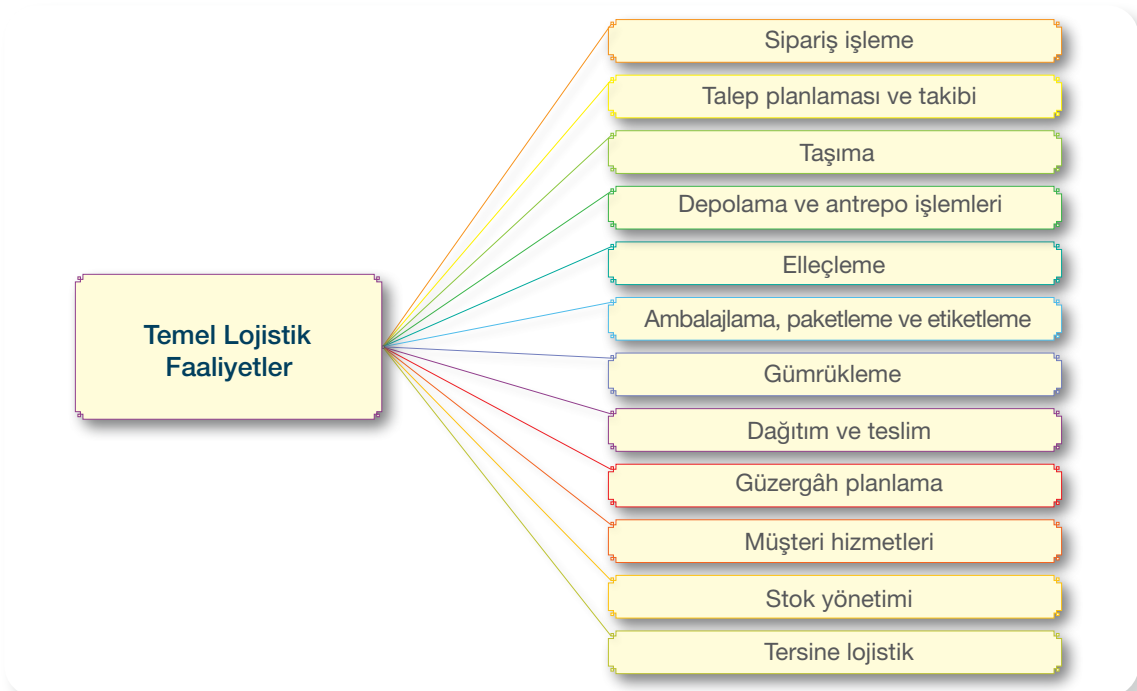 Temel Lojistik
Faaliyetler
Sipariş işleme
Talep planlaması ve takibi
Taşıma
Depolama ve antrepo işlemleri
Elleçleme
Ambalajlama, paketleme ve etiketleme
Gümrükleme
Dağıtım ve teslim
Güzergâh planlama
Müşteri hizmetleri
Stok yönetimi
Tersine lojistik